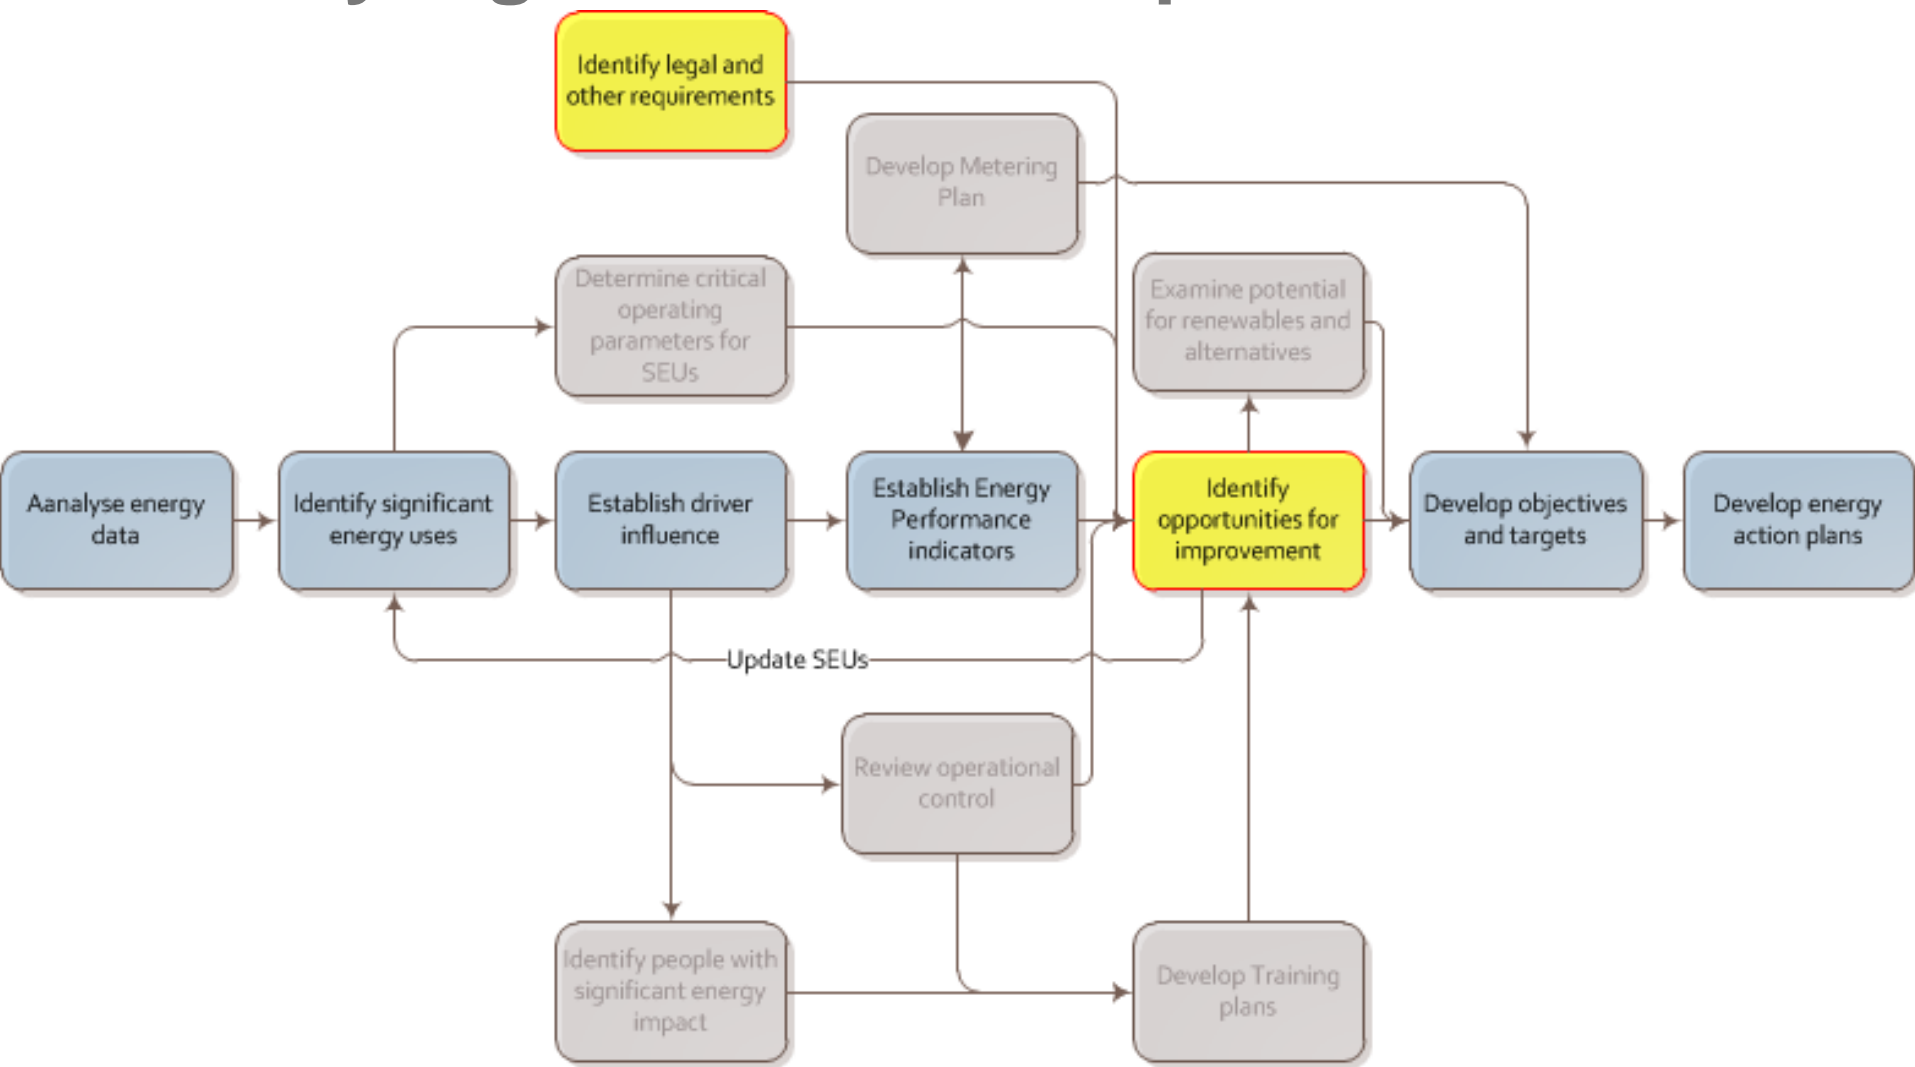 Identify legal and
other requirements
Develop Metering
Plan
Determine critical
operating
parameters for
SEUs
Examine potential
for renewables and
alternatives
Aanalyse energy
data
Identify significant
energy uses
Establish driver
influence
Establish Energy
Performance
indicators
Identify
opportunities for
improvement
Develop objectives
and targets
Develop energy
action plans
Update SEUs
Review operational
control
Identify people with
significant energy
impact
Develop Training
plans